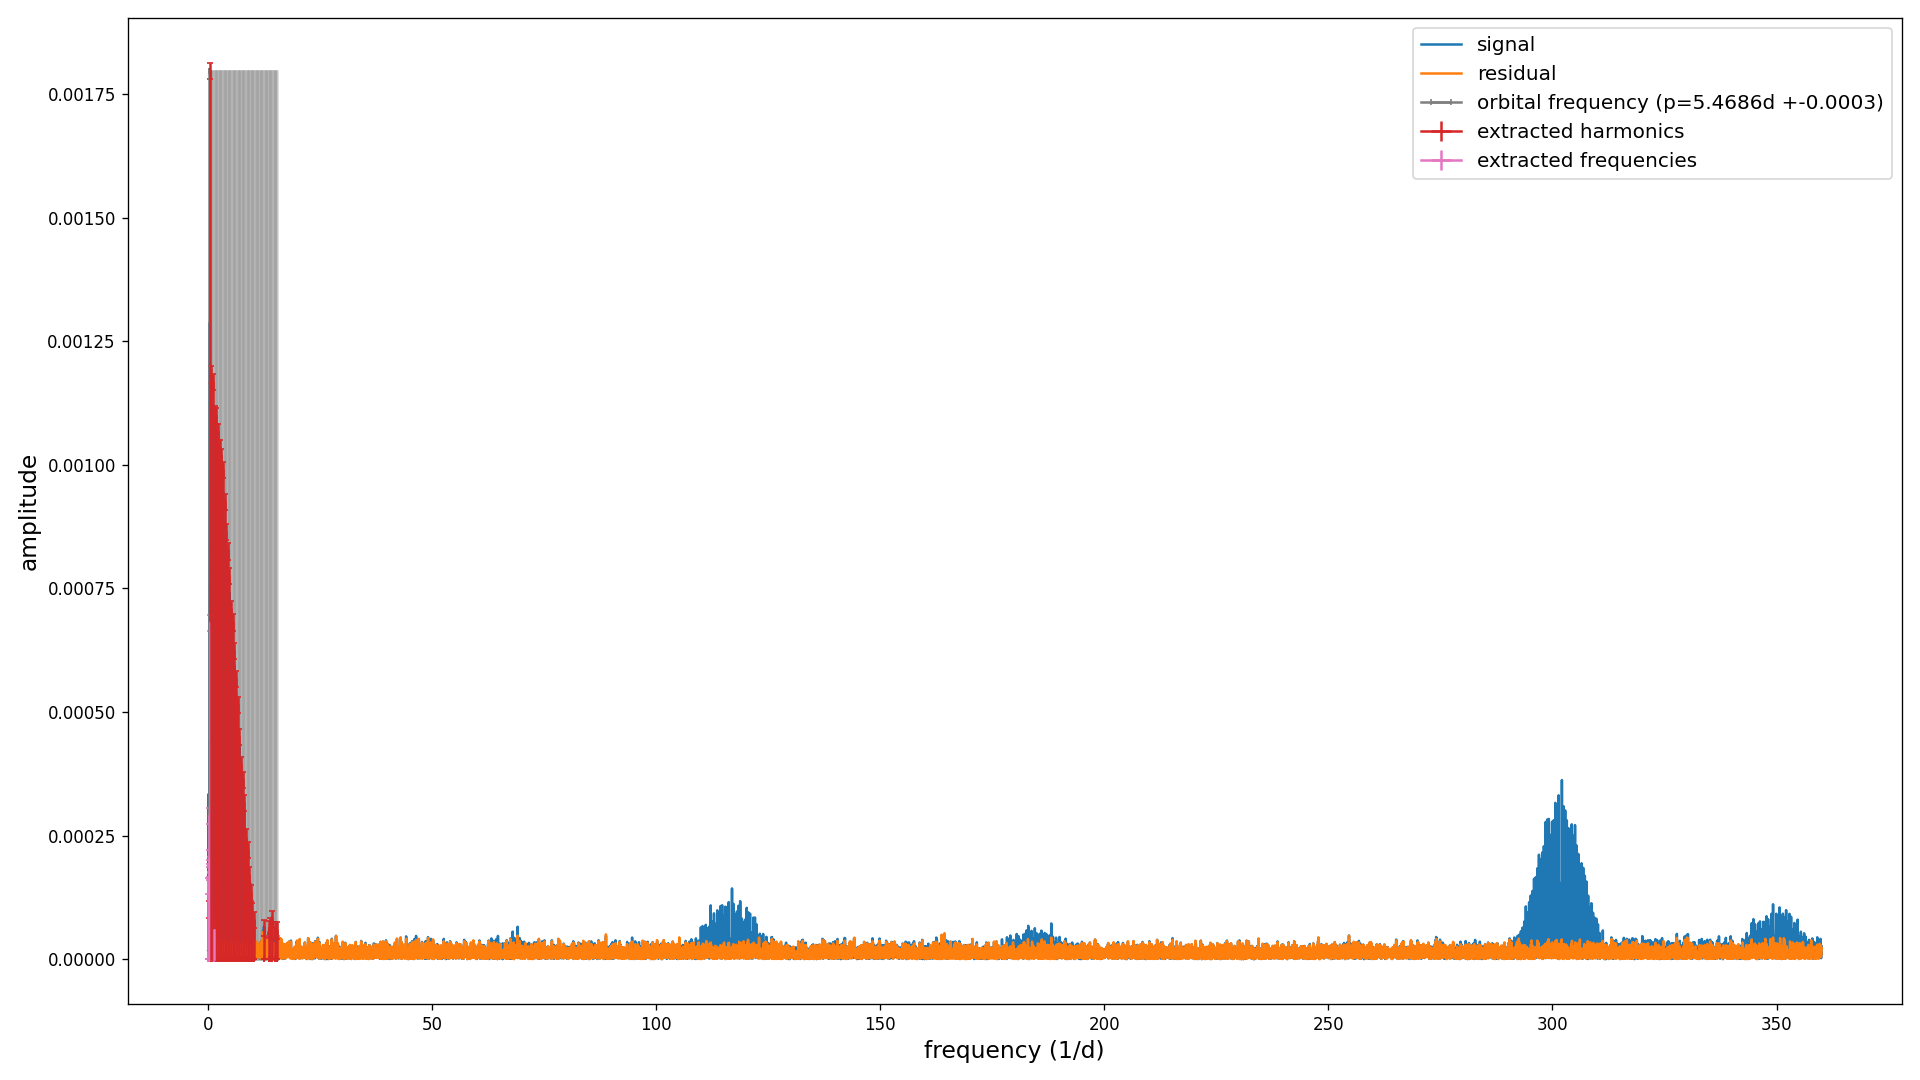 signal
residual
orbital frequency (p=5.4686d +-0.0003)
extracted harmonics
extracted frequencies
0.00175
0.00150
0.00125
0.00100
0.00075
0.00050
0.00025
0.00000
amplitude
0 50 100 150 200 250 300 350
frequency (1/d)